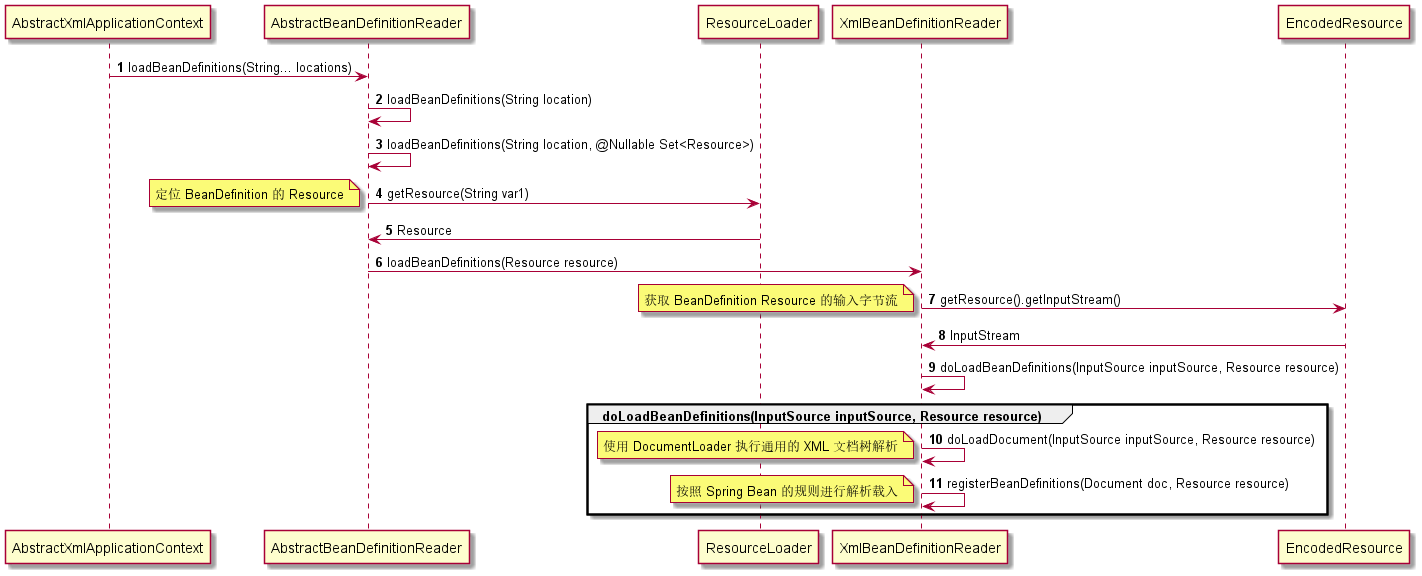 AbstractXmlApplicationContext
AbstractBeanDefinitionReader
ResourceLoader
XmlBeanDefinitionReader
EncodedResource
1 loadBeanDefinitions(String... locations)
2 loadBeanDefinitions(String location)
3 loadBeanDefinitions(String location, @Nullable Set<Resource>)
定位 BeanDefinition 的 Resource
4 getResource(String var1)
5 Resource
6 loadBeanDefinitions(Resource resource)
获取 BeanDefinition Resource 的输入字节流
7 getResource().getInputStream()
8 InputStream
9 doLoadBeanDefinitions(InputSource inputSource, Resource resource)
doLoadBeanDefinitions(InputSource inputSource, Resource resource)
使用 DocumentLoader 执行通用的 XML 文档树解析
10 doLoadDocument(InputSource inputSource, Resource resource)
按照 Spring Bean 的规则进行解析载入
11 registerBeanDefinitions(Document doc, Resource resource)
AbstractXmlApplicationContext
AbstractBeanDefinitionReader
ResourceLoader
XmlBeanDefinitionReader
EncodedResource